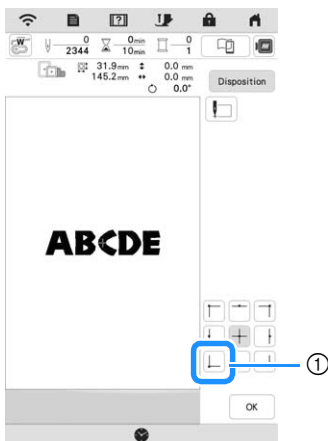 W 0 2344 0min 10min 0 1
31.9mm 0.0 mm
145.2mm 0.0 mm
0.0°
Disposition
ABCDE
①
OK